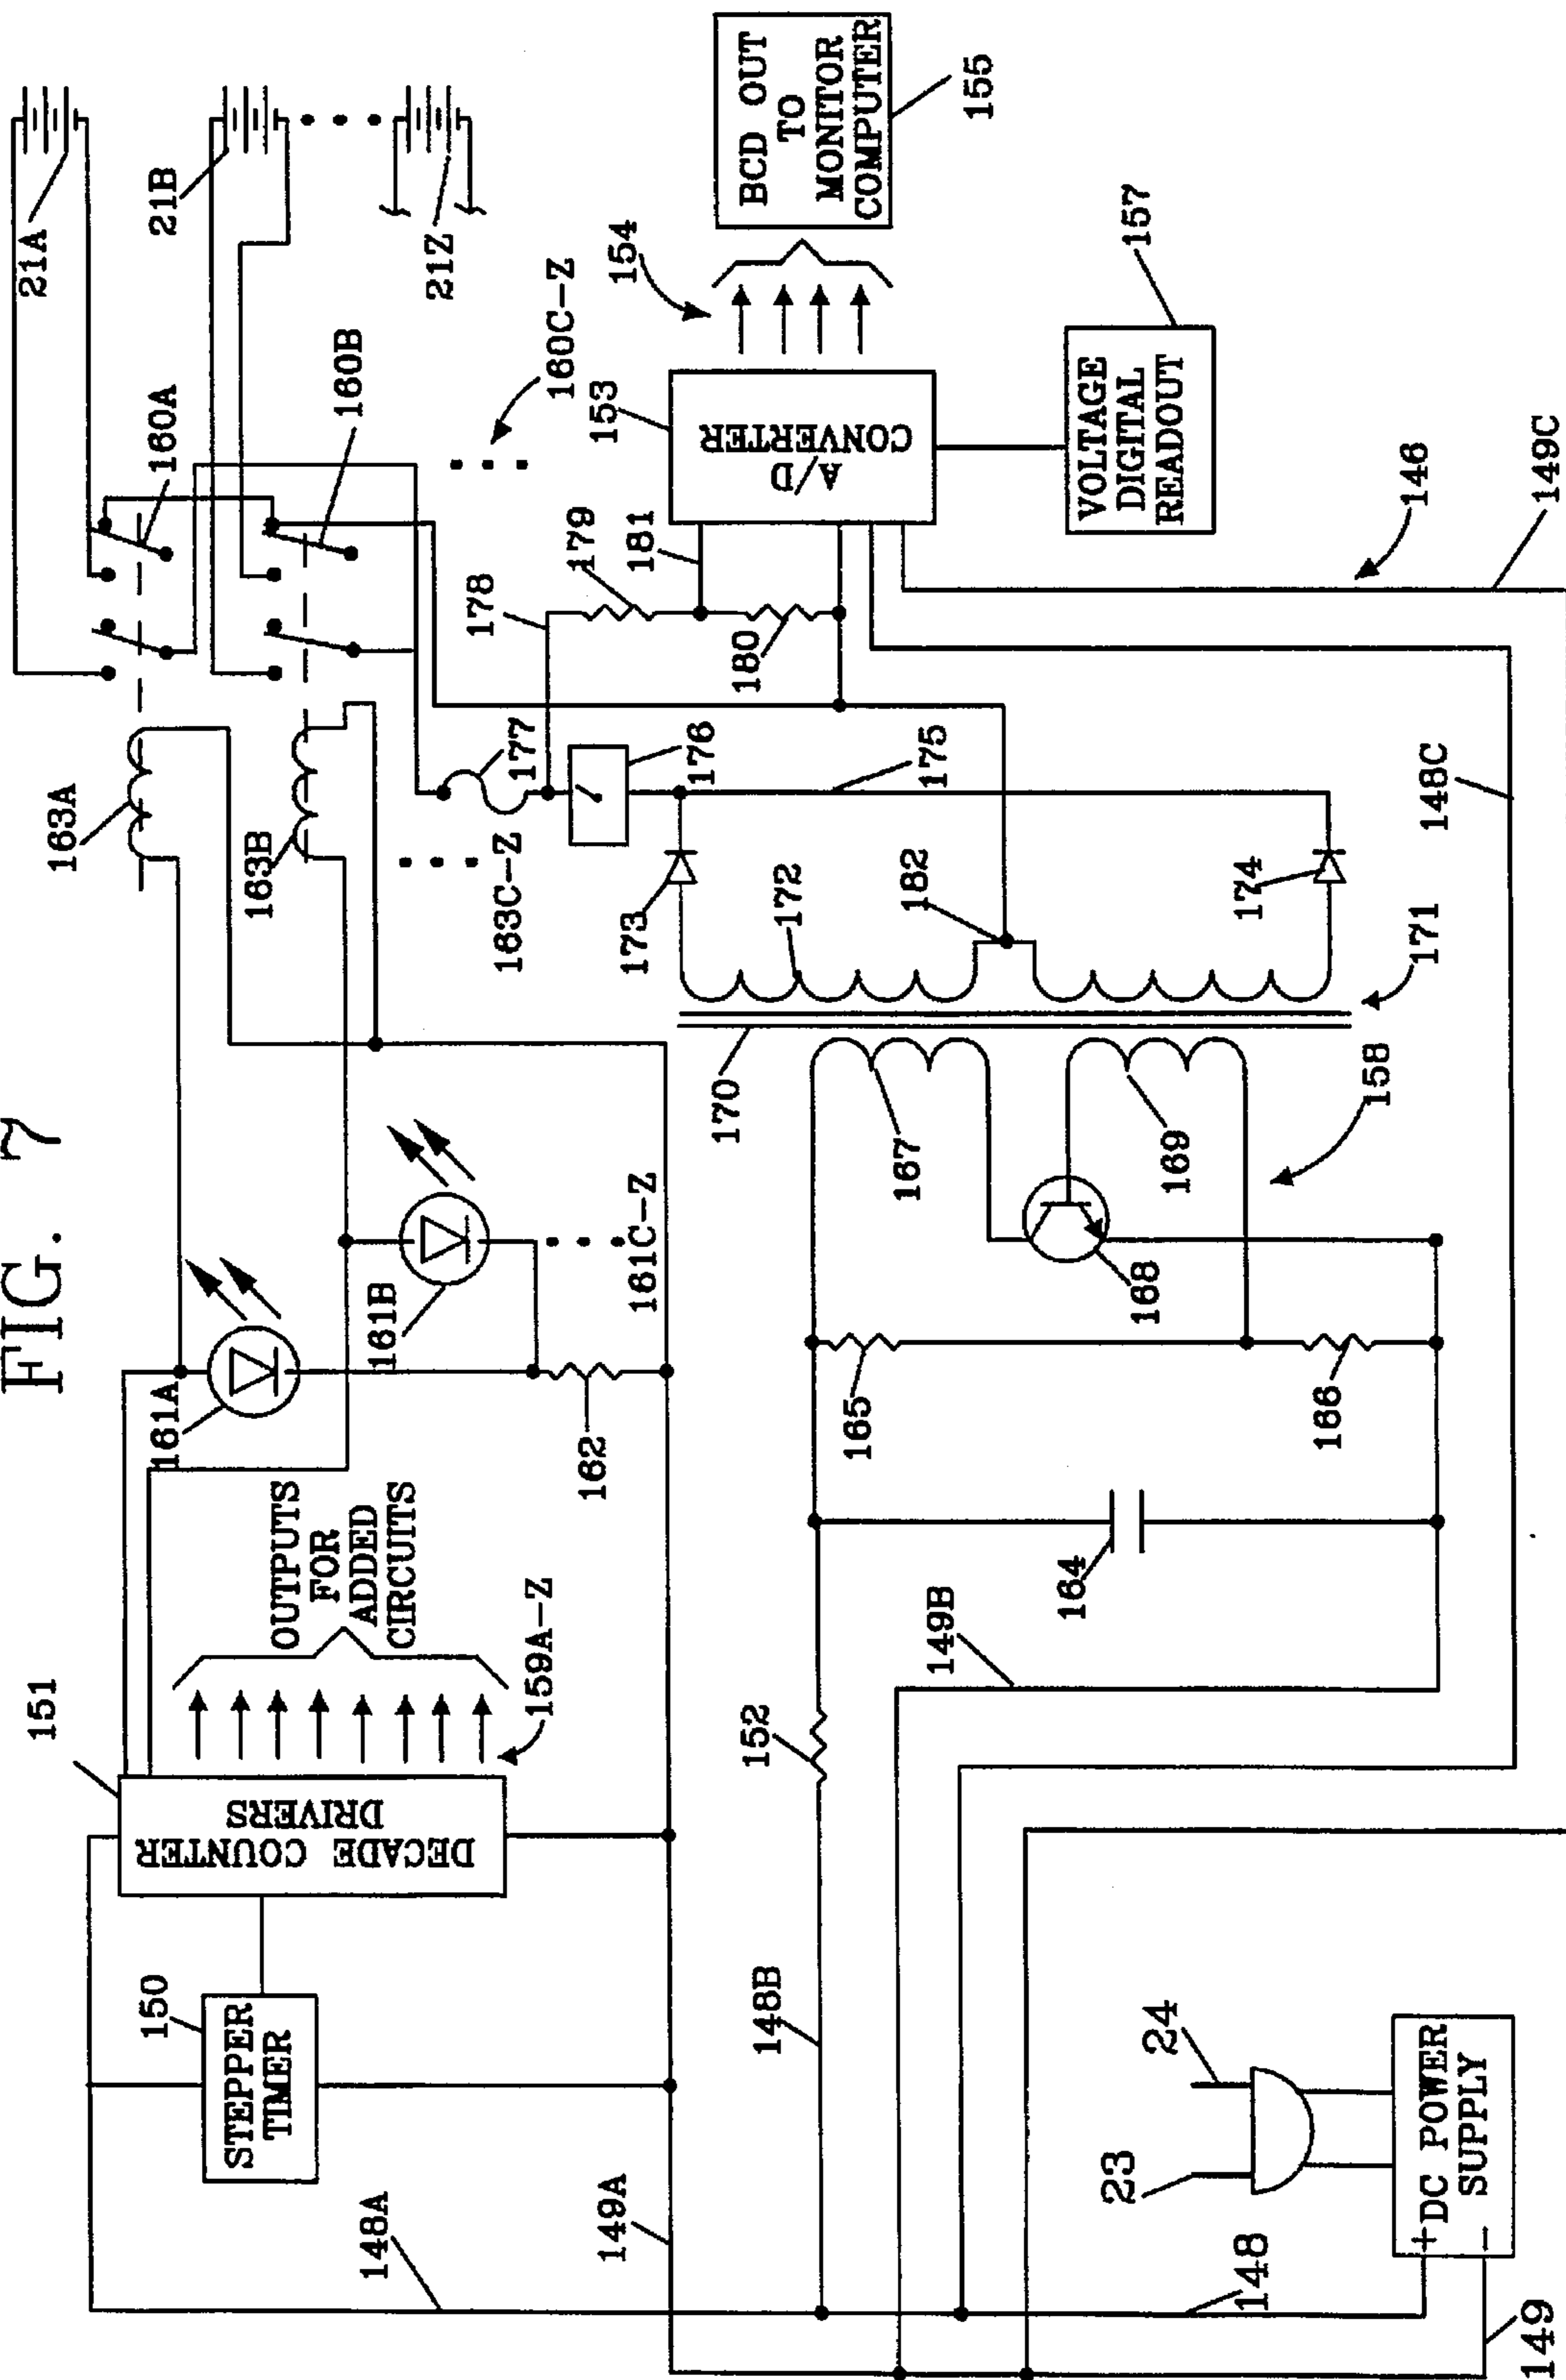 FIG. 7
151
150
STEPPER
TIMER
DECADE COUNTER
DRIVERS
OUTPUTS
FOR
ADDED
CIRCUITS
159A-Z
148A
149A
161A
161B
161C-Z
162
163A
163B
163C-Z
21A
21B
21Z
160A
160B
160C-Z
154
153
A/D
CONVERTER
BCD OUT
TO
MONITOR
COMPUTER
155
VOLTAGE
DIGITAL
READOUT
157
178
179
180
181
177
176
175
173
172
182
174
171
170
167
169
158
168
165
166
164
152
148B
149B
148C
149C
146
23
24
+DC POWER
SUPPLY
-
148
149